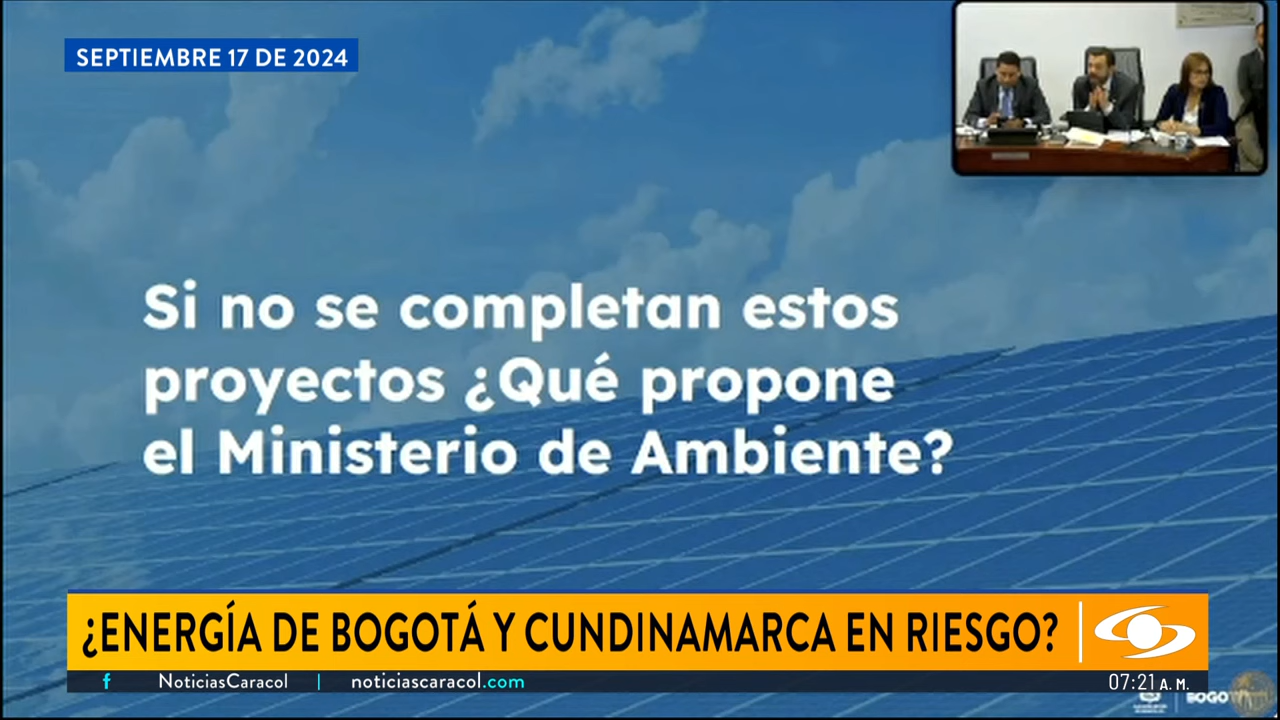 SEPTIEMBRE 17 DE 2024
Si no se completan estos
proyectos ¿Qué propone
el Ministerio de Ambiente?
¿ENERGÍA DE BOGOTÁ Y CUNDINAMARCA EN RIESGO?
f NoticiasCaracol | noticiascaracol.com
07:21 A. M.